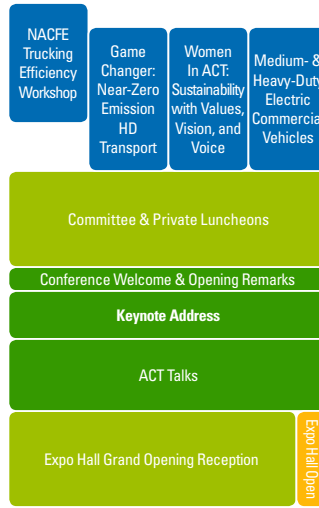 NACFE
Trucking
Efficiency
Workshop
Game
Changer:
Near-Zero
Emission
HD
Transport
Women
In ACT:
Sustainability
with Values,
Vision, and
Voice
Medium- &
Heavy-Duty
Electric
Commercial
Vehicles
Committee & Private Luncheons
Conference Welcome & Opening Remarks
Keynote Address
ACT Talks
Expo Hall Grand Opening Reception
Expo Hall Open